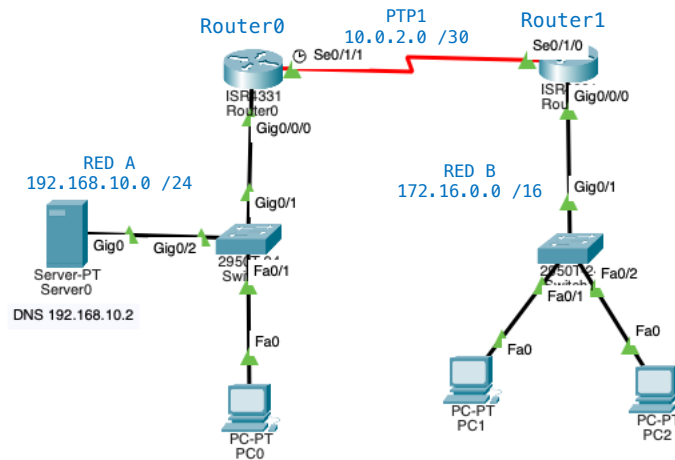 PTP1
10.0.2.0 /30
Router0
Router1
Se0/1/1
Se0/1/0
ISR4331
Router0
Gig0/0/0
Gig0/0/0
RED A
192.168.10.0 /24
RED B
172.16.0.0 /16
Gig0/1
Gig0/1
Gig0
Gig0/2
Server-PT
Server0
DNS 192.168.10.2
Fa0/1
Fa0/2
Fa0/1
Fa0
Fa0
Fa0
PC-PT
PC0
PC-PT
PC1
PC-PT
PC2